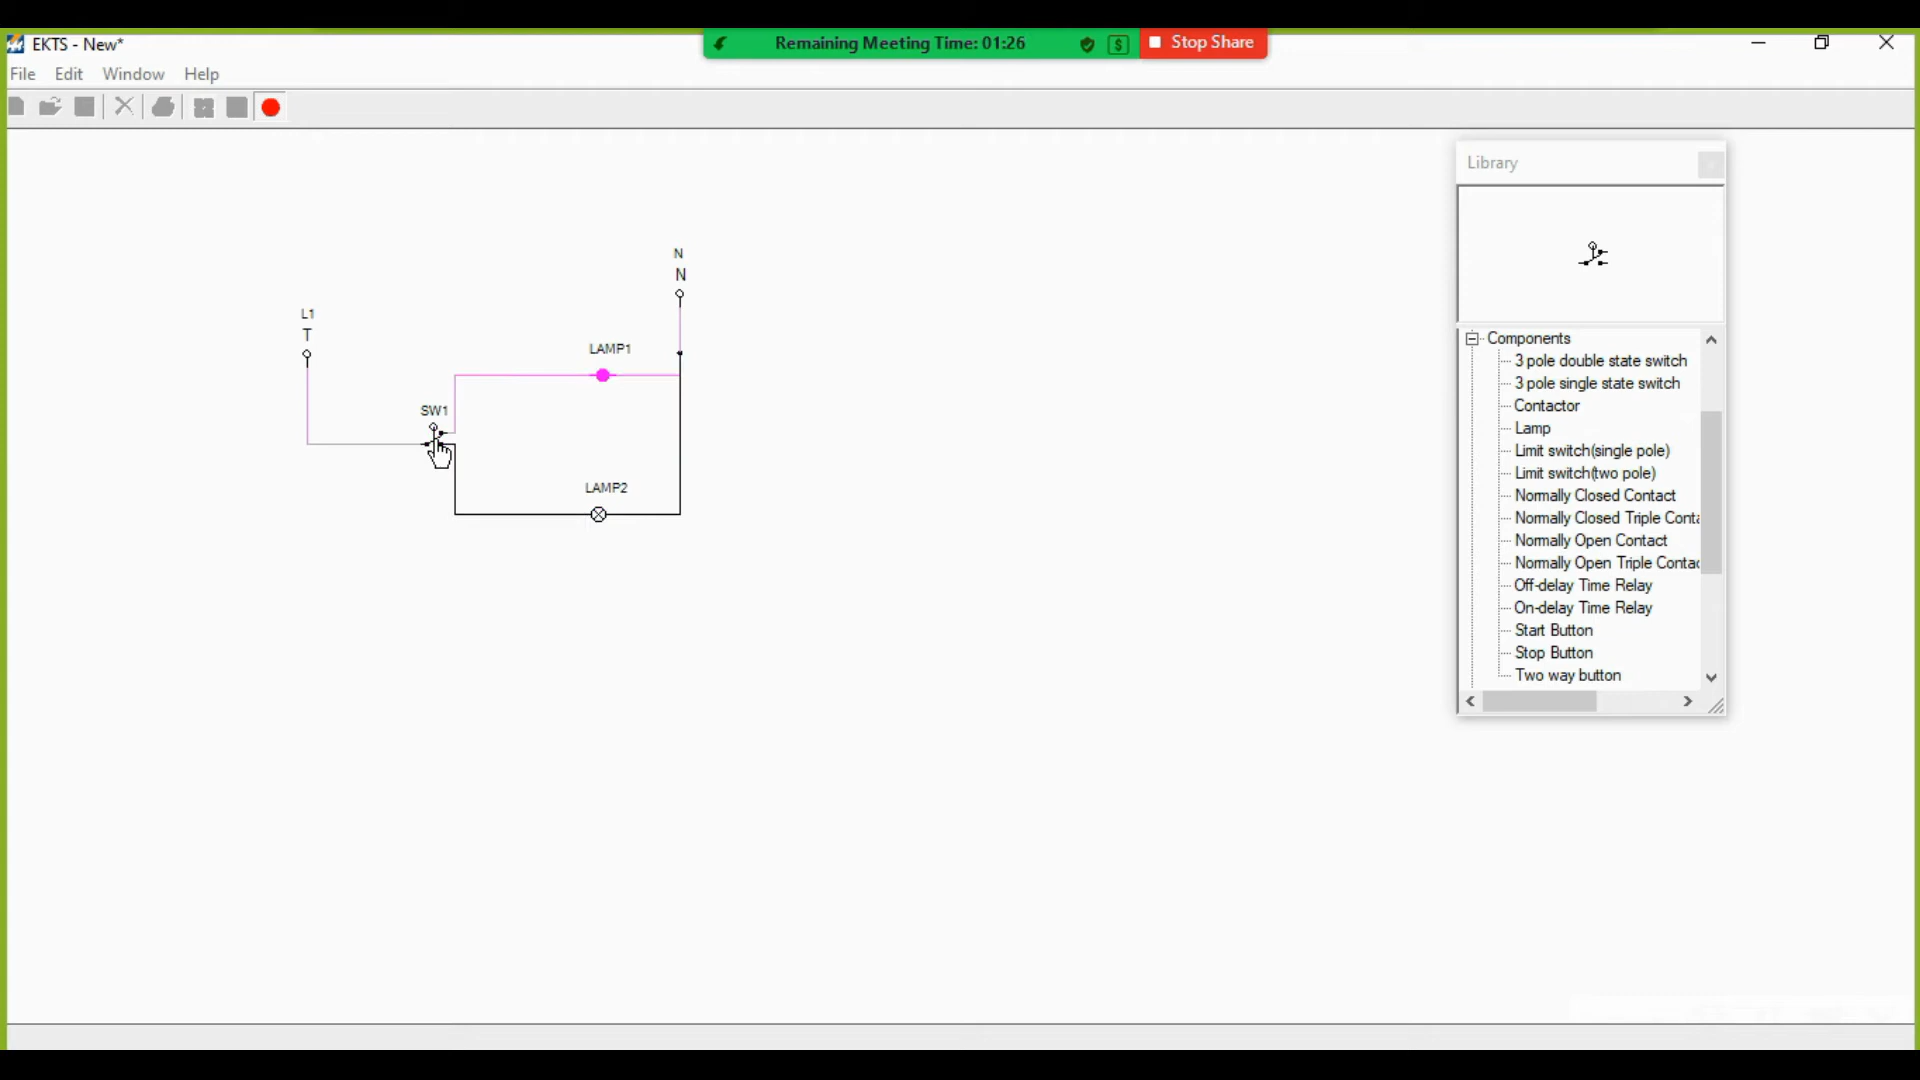 EKTS - New*
Remaining Meeting Time: 01:26
$
Stop Share
File Edit Window Help
Library
N
N
L1
T
LAMP1
SW1
LAMP2
Components
3 pole double state switch
3 pole single state switch
Contactor
Lamp
Limit switch(single pole)
Limit switch(two pole)
Normally Closed Contact
Normally Closed Triple Conta
Normally Open Contact
Normally Open Triple Contac
Off-delay Time Relay
On-delay Time Relay
Start Button
Stop Button
Two way button